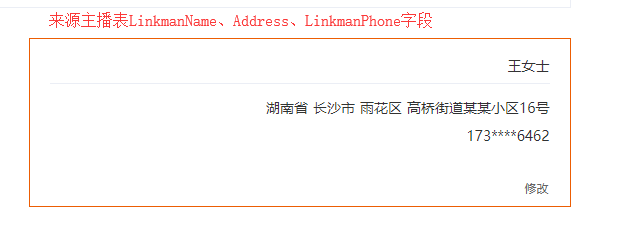 来源主播表LinkmanName、Address、LinkmanPhone字段
王女士
湖南省 长沙市 雨花区 高桥街道某某小区16号
173****6462
修改